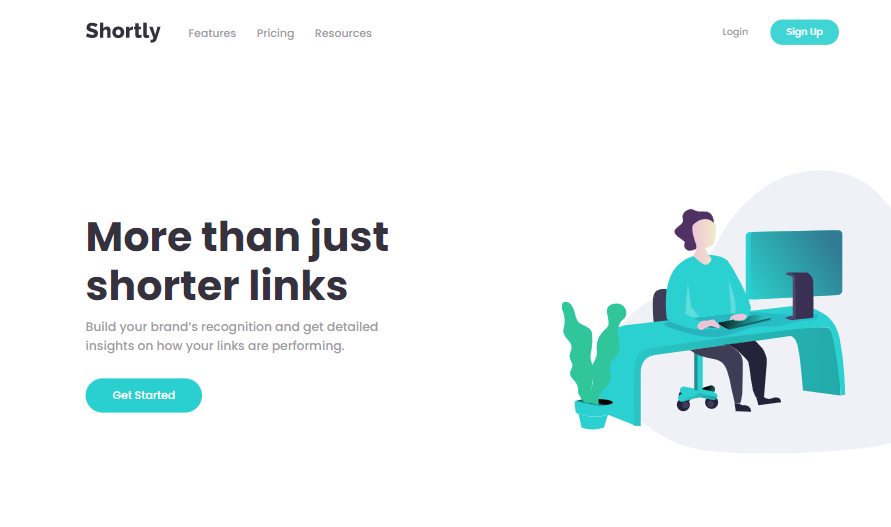 Shortly Features Pricing Resources Login Sign Up
More than just
shorter links
Build your brand’s recognition and get detailed
insights on how your links are performing.
Get Started